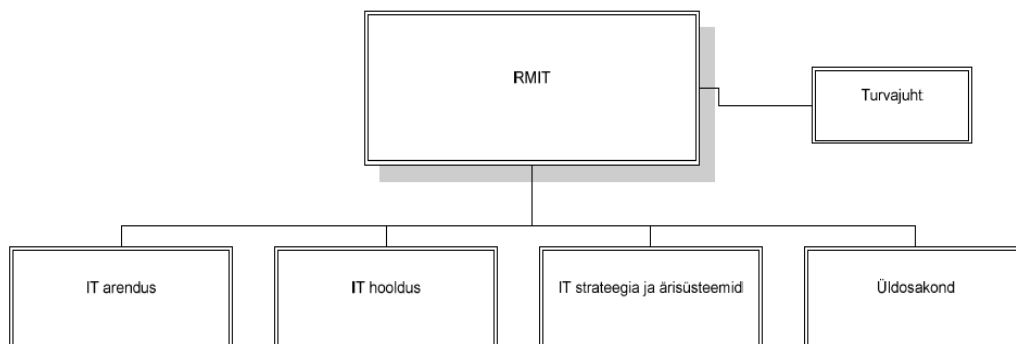 RMIT
Turvajuht
IT arendus
IT hooldus
IT strateegia ja ärisüsteemid
Üldosakond